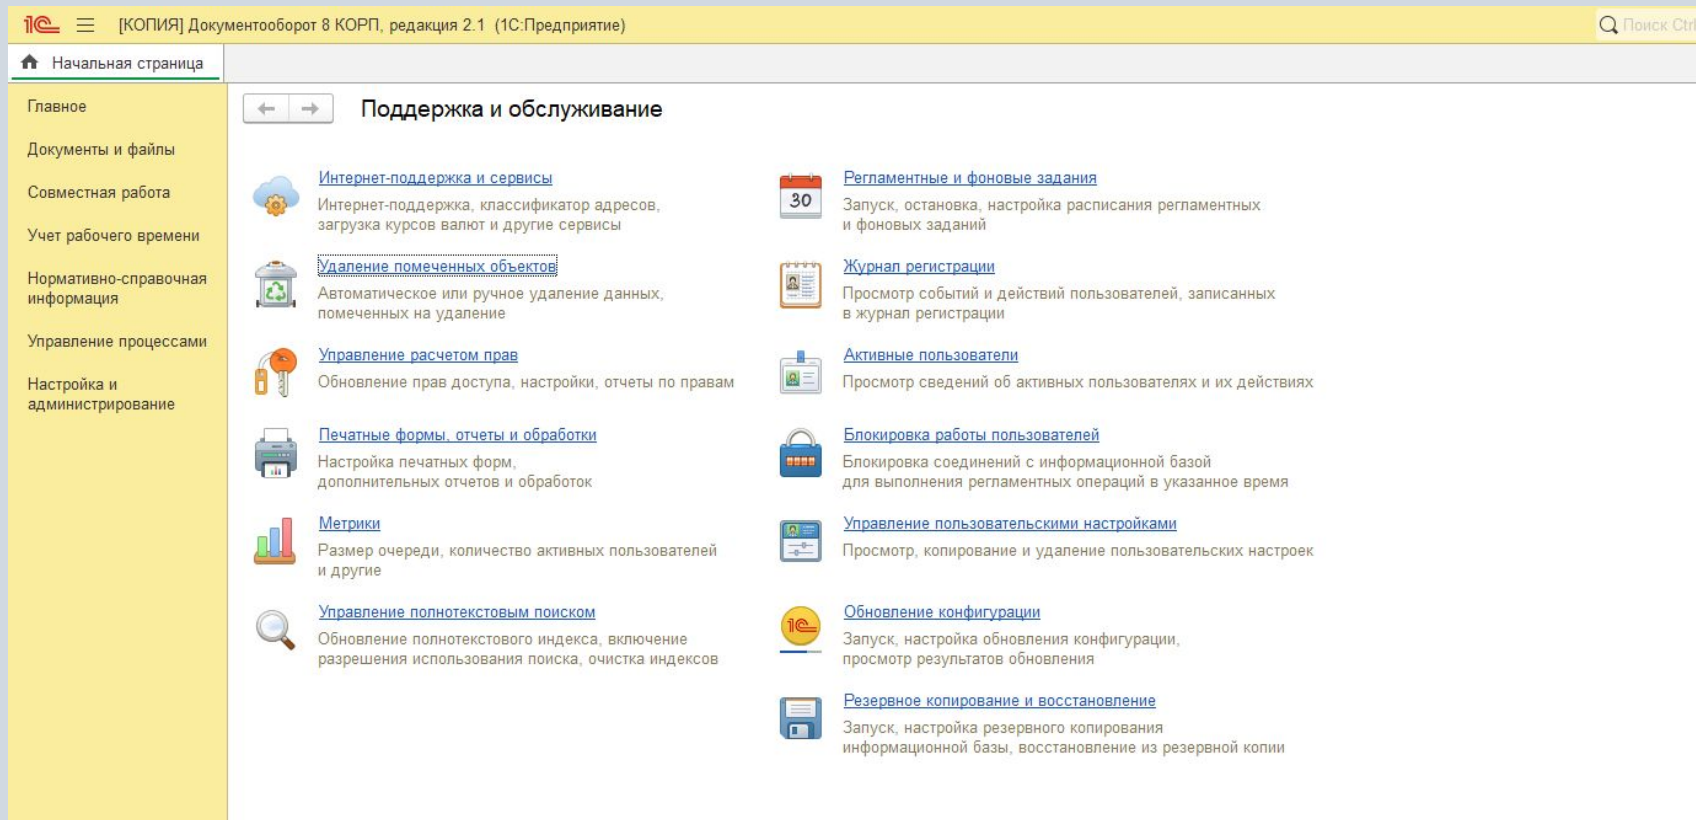 1С [КОПИЯ] Документооборот 8 КОРП, редакция 2.1 (1С:Предприятие)
Поиск Ctrl
Начальная страница
Главное
Документы и файлы
Совместная работа
Учет рабочего времени
Нормативно-справочная
информация
Управление процессами
Настройка и
администрирование
Поддержка и обслуживание
Интернет-поддержка и сервисы
Интернет-поддержка, классификатор адресов,
загрузка курсов валют и другие сервисы
Удаление помеченных объектов
Автоматическое или ручное удаление данных,
помеченных на удаление
Управление расчетом прав
Обновление прав доступа, настройки, отчеты по правам
Печатные формы, отчеты и обработки
Настройка печатных форм,
дополнительных отчетов и обработок
Метрики
Размер очереди, количество активных пользователей
и другие
Управление полнотекстовым поиском
Обновление полнотекстового индекса, включение
разрешения использования поиска, очистка индексов
30
Регламентные и фоновые задания
Запуск, остановка, настройка расписания регламентных
и фоновых заданий
Журнал регистрации
Просмотр событий и действий пользователей, записанных
в журнал регистрации
Активные пользователи
Просмотр сведений об активных пользователях и их действиях
Блокировка работы пользователей
Блокировка соединений с информационной базой
для выполнения регламентных операций в указанное время
Управление пользовательскими настройками
Просмотр, копирование и удаление пользовательских настроек
1С
Обновление конфигурации
Запуск, настройка обновления конфигурации,
просмотр результатов обновления
Резервное копирование и восстановление
Запуск, настройка резервного копирования
информационной базы, восстановление из резервной копии